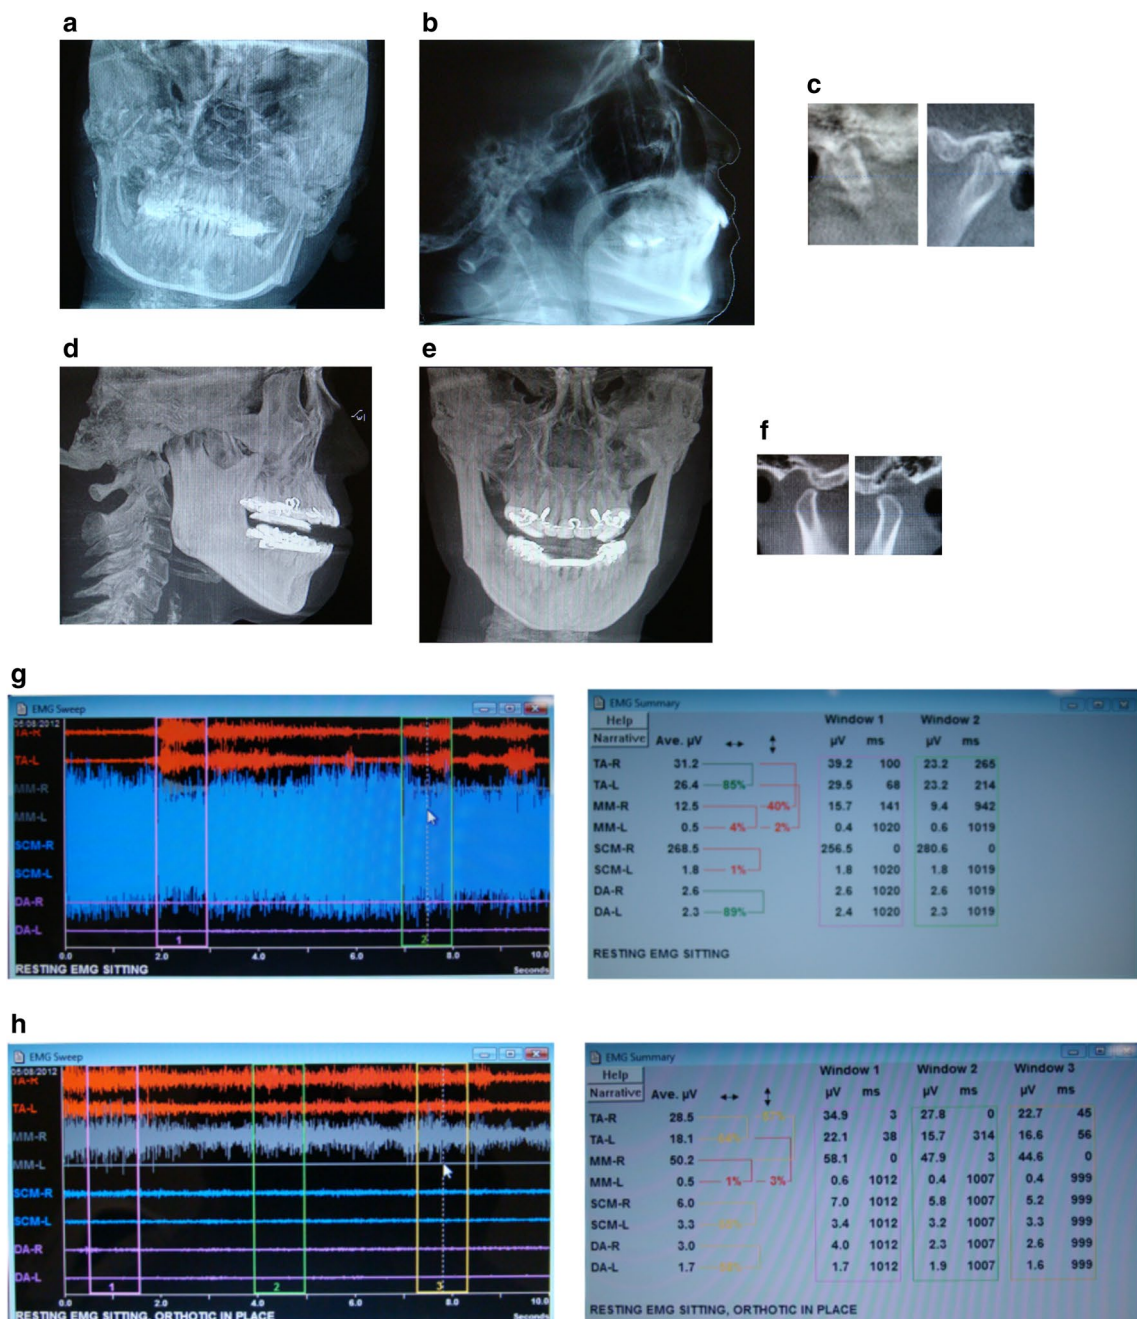 a
b
c
d
e
f
g
EMG Sweep
05/08/2012
TA-R
TA-L
MM-R
MM-L
SCM-R
SCM-L
DA-R
DA-L
1
2
0.0 2.0 4.0 6.0 8.0 10.0
RESTING EMG SITTING Seconds
EMG Summary
Help Window 1 Window 2
Narrative Ave. µV µV ms µV ms
TA-R 31.2 39.2 100 23.2 265
TA-L 26.4 85% 29.5 68 23.2 214
MM-R 12.5 40% 15.7 141 9.4 942
MM-L 0.5 4% 2% 0.4 1020 0.6 1019
SCM-R 268.5 256.5 0 280.6 0
SCM-L 1.8 1% 1.8 1020 1.8 1019
DA-R 2.6 2.6 1020 2.6 1019
DA-L 2.3 89% 2.4 1020 2.3 1019
RESTING EMG SITTING
h
EMG Sweep
05/08/2012
TA-R
TA-L
MM-R
MM-L
SCM-R
SCM-L
DA-R
DA-L
1
2
3
0.0 2.0 4.0 6.0 8.0 10.0
RESTING EMG SITTING, ORTHOTIC IN PLACE Seconds
EMG Summary
Help Window 1 Window 2 Window 3
Narrative Ave. µV µV ms µV ms µV ms
TA-R 28.5 34.9 3 27.8 0 22.7 45
TA-L 18.1 22.1 38 15.7 314 16.6 56
MM-R 50.2 58.1 0 47.9 3 44.6 0
MM-L 0.5 1% 3% 0.6 1012 0.4 1007 0.4 999
SCM-R 6.0 7.0 1012 5.8 1007 5.2 999
SCM-L 3.3 3.4 1012 3.2 1007 3.3 999
DA-R 3.0 4.0 1012 2.3 1007 2.6 999
DA-L 1.7 1.7 1012 1.9 1007 1.6 999
RESTING EMG SITTING, ORTHOTIC IN PLACE